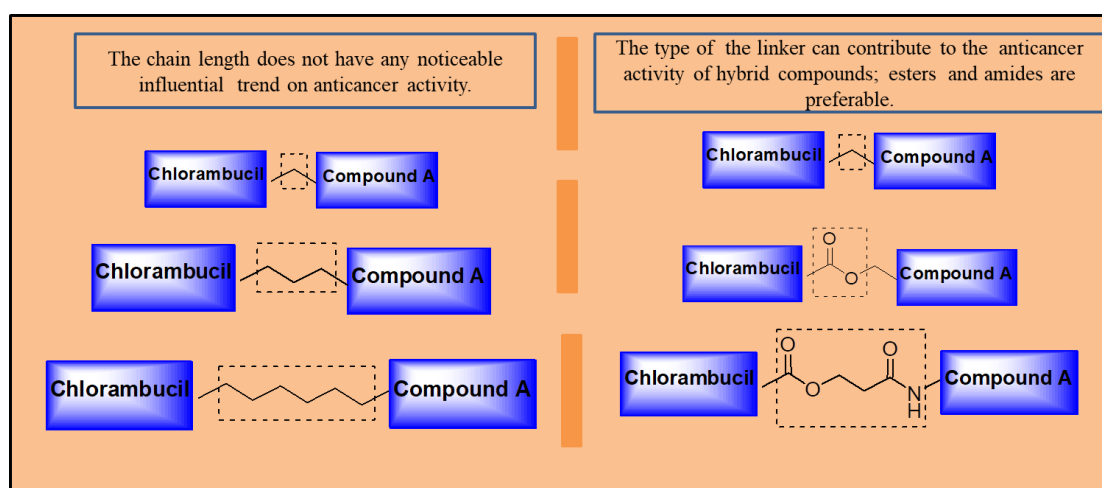 The chain length does not have any noticeable
influential trend on anticancer activity.
Chlorambucil Compound A
Chlorambucil Compound A
Chlorambucil Compound A
The type of the linker can contribute to the anticancer
activity of hybrid compounds; esters and amides are
preferable.
Chlorambucil Compound A
O
Chlorambucil O Compound A
O O
Chlorambucil O N Compound A
H